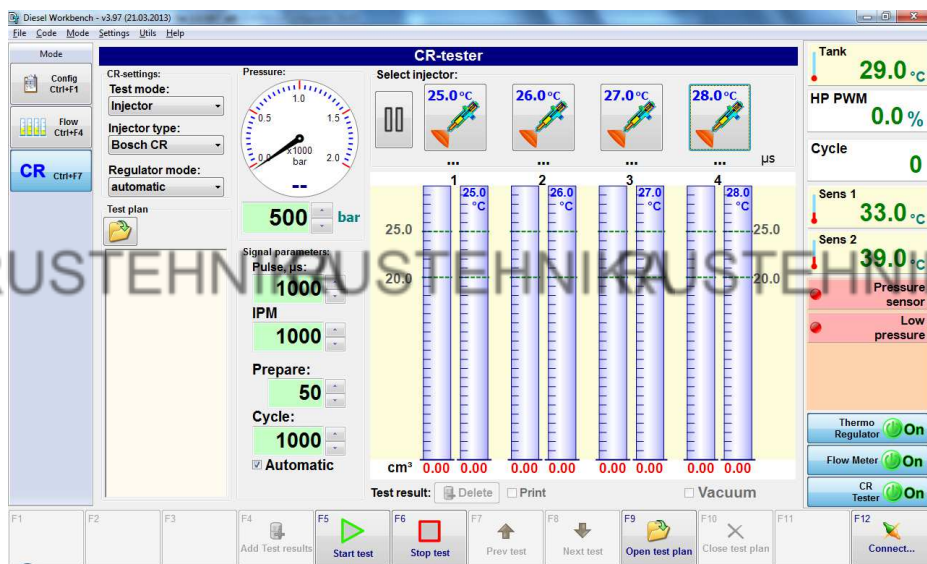 Diesel Workbench - v3.97 (21.03.2013)
File Code Mode Settings Utils Help
Mode
Config
Ctrl+F1
Flow
Ctrl+F4
CR Ctrl+F7
CR-tester
CR-settings:
Test mode:
Injector
Injector type:
Bosch CR
Regulator mode:
automatic
Test plan
Pressure:
0.0 0.5 1.0 1.5 2.0
x1000
bar
--
500 bar
Signal parameters:
Pulse, µs:
1000
IPM
1000
Prepare:
50
Cycle:
1000
Automatic
Select injector:
25.0°C 26.0°C 27.0°C 28.0°C
... ... ... ... µs
1 2 3 4
25.0 °C 26.0 °C 27.0 °C 28.0 °C
25.0 25.0
20.0 20.0
cm³ 0.00 0.00 0.00 0.00 0.00 0.00 0.00 0.00
Test result: Delete Print Vacuum
Tank
29.0 °C
HP PWM
0.0 %
Cycle
0
Sens 1
33.0 °C
Sens 2
39.0 °C
Pressure
sensor
Low
pressure
Thermo
Regulator On
Flow Meter On
CR
Tester On
RUSTEHNIKA RUSTEHNIKA RUSTEHNI
F1
F2
F3
F4 Add Test results
F5 Start test
F6 Stop test
F7 Prev test
F8 Next test
F9 Open test plan
F10 Close test plan
F11
F12 Connect...